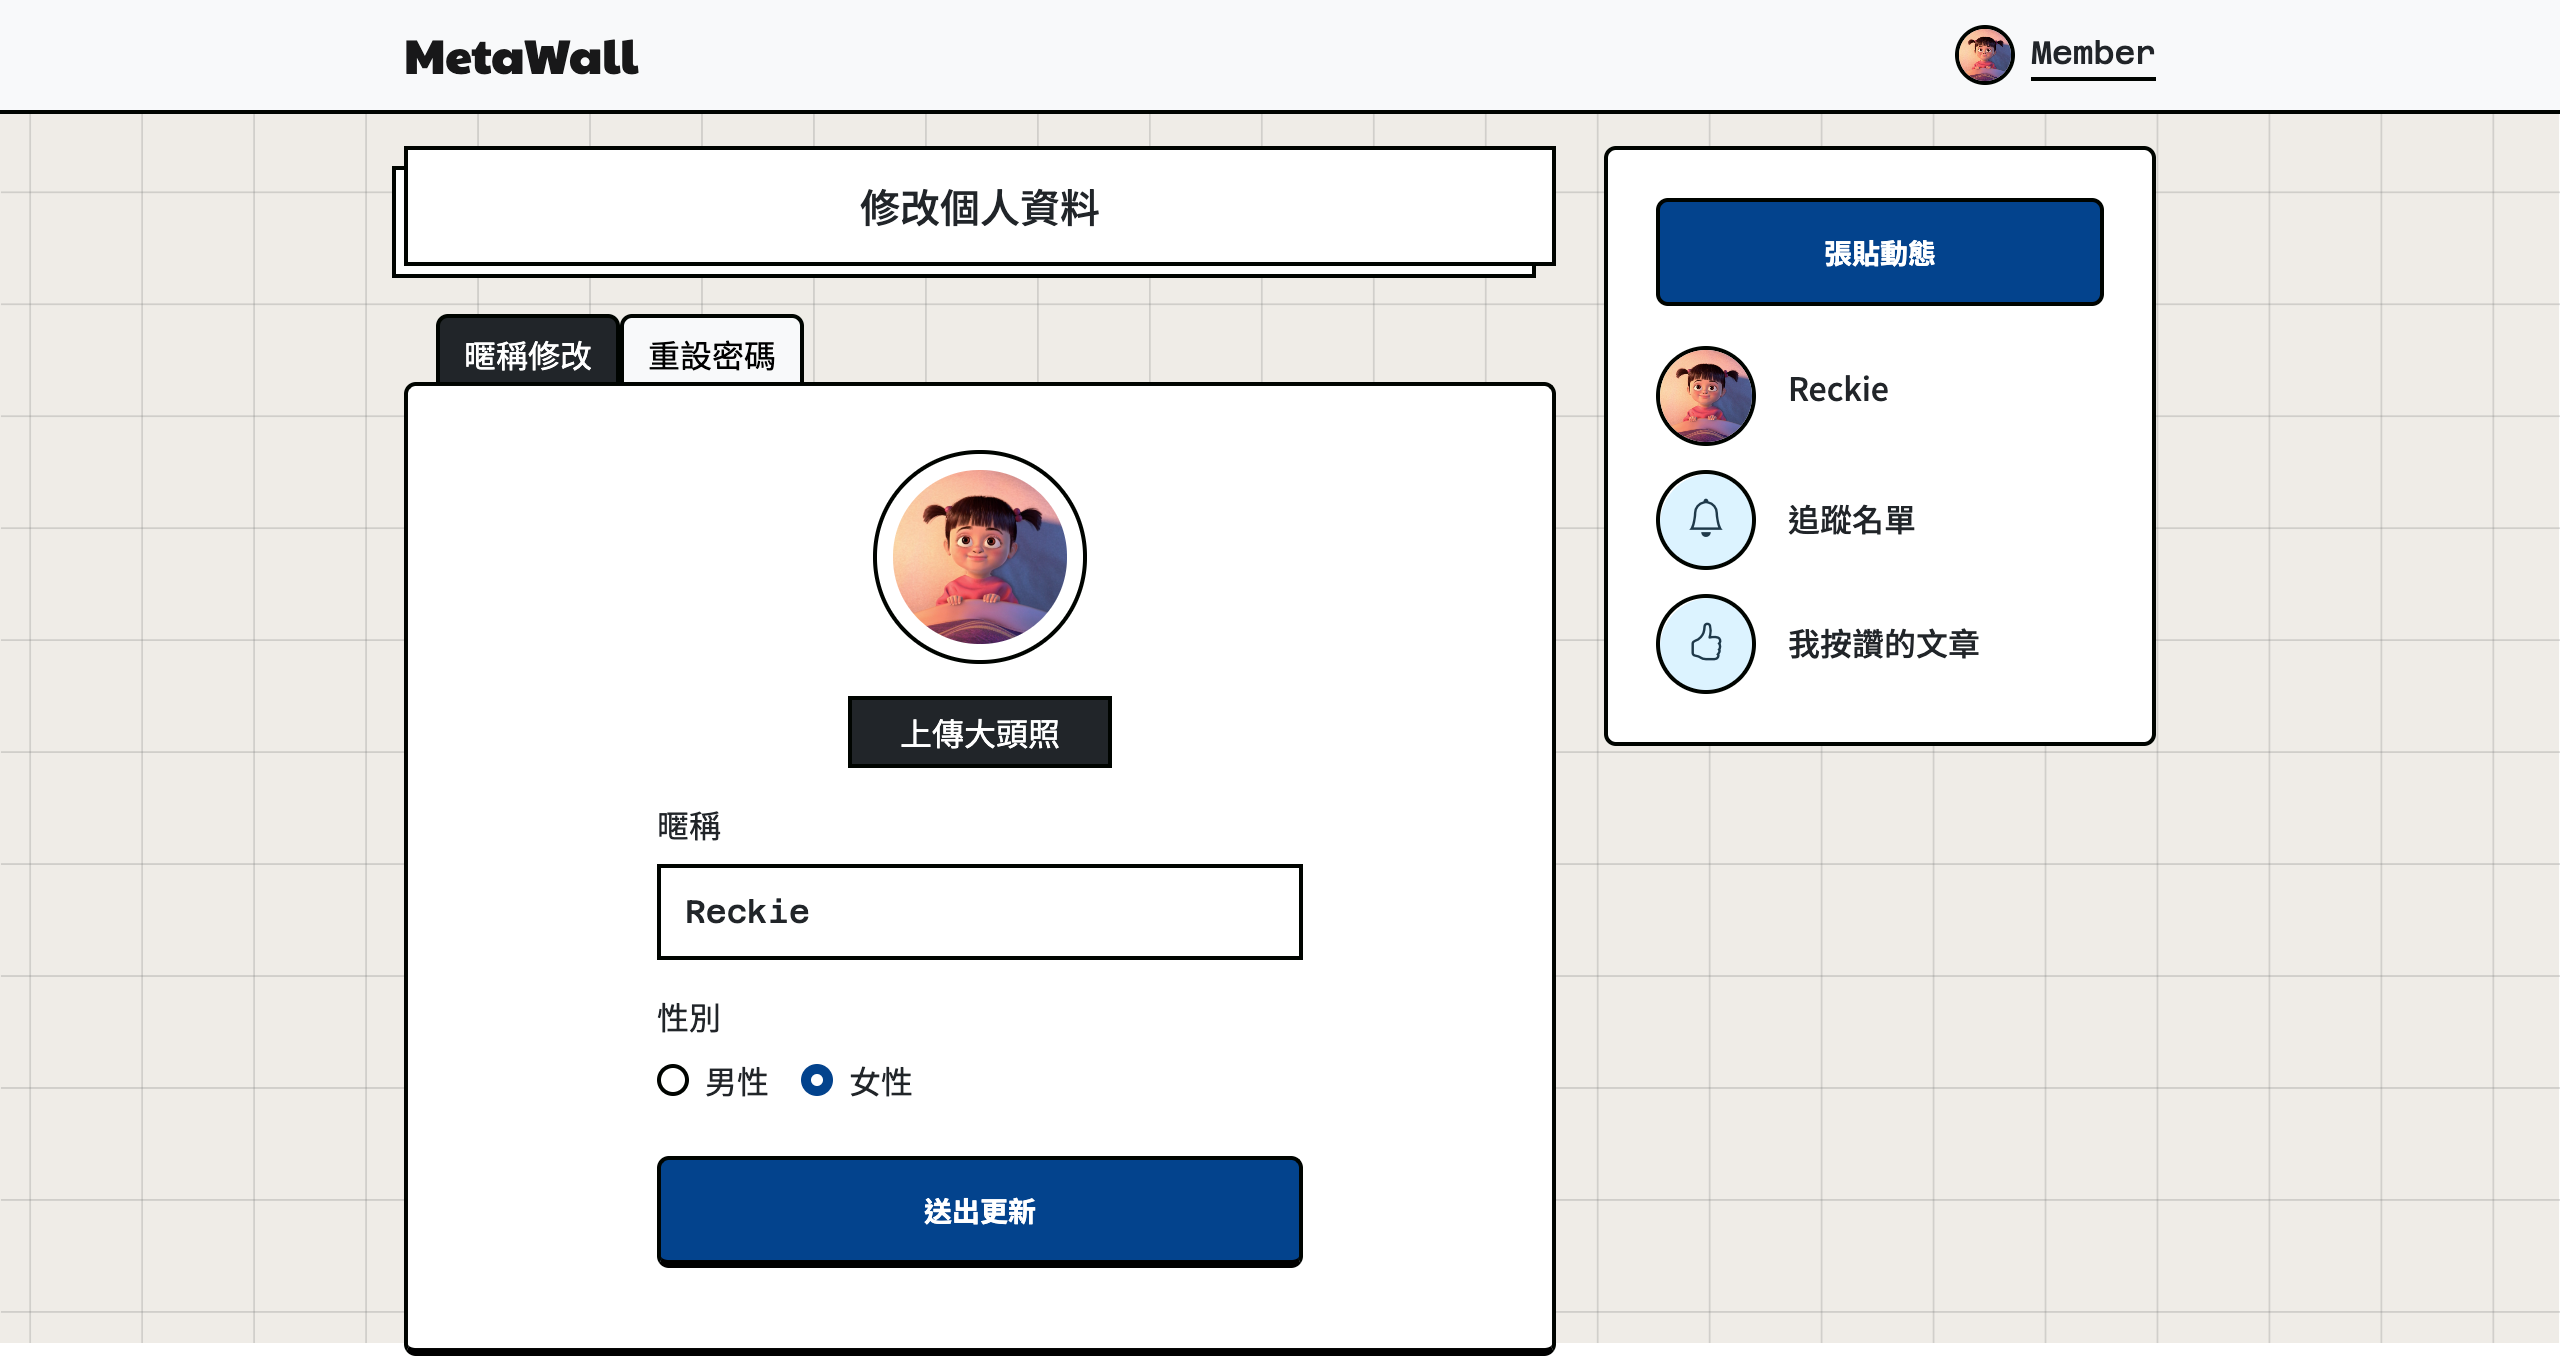 MetaWall
Member
修改個人資料
暱稱修改
重設密碼
上傳大頭照
暱稱
Reckie
性別
男性
女性
送出更新
張貼動態
Reckie
追蹤名單
我按讚的文章